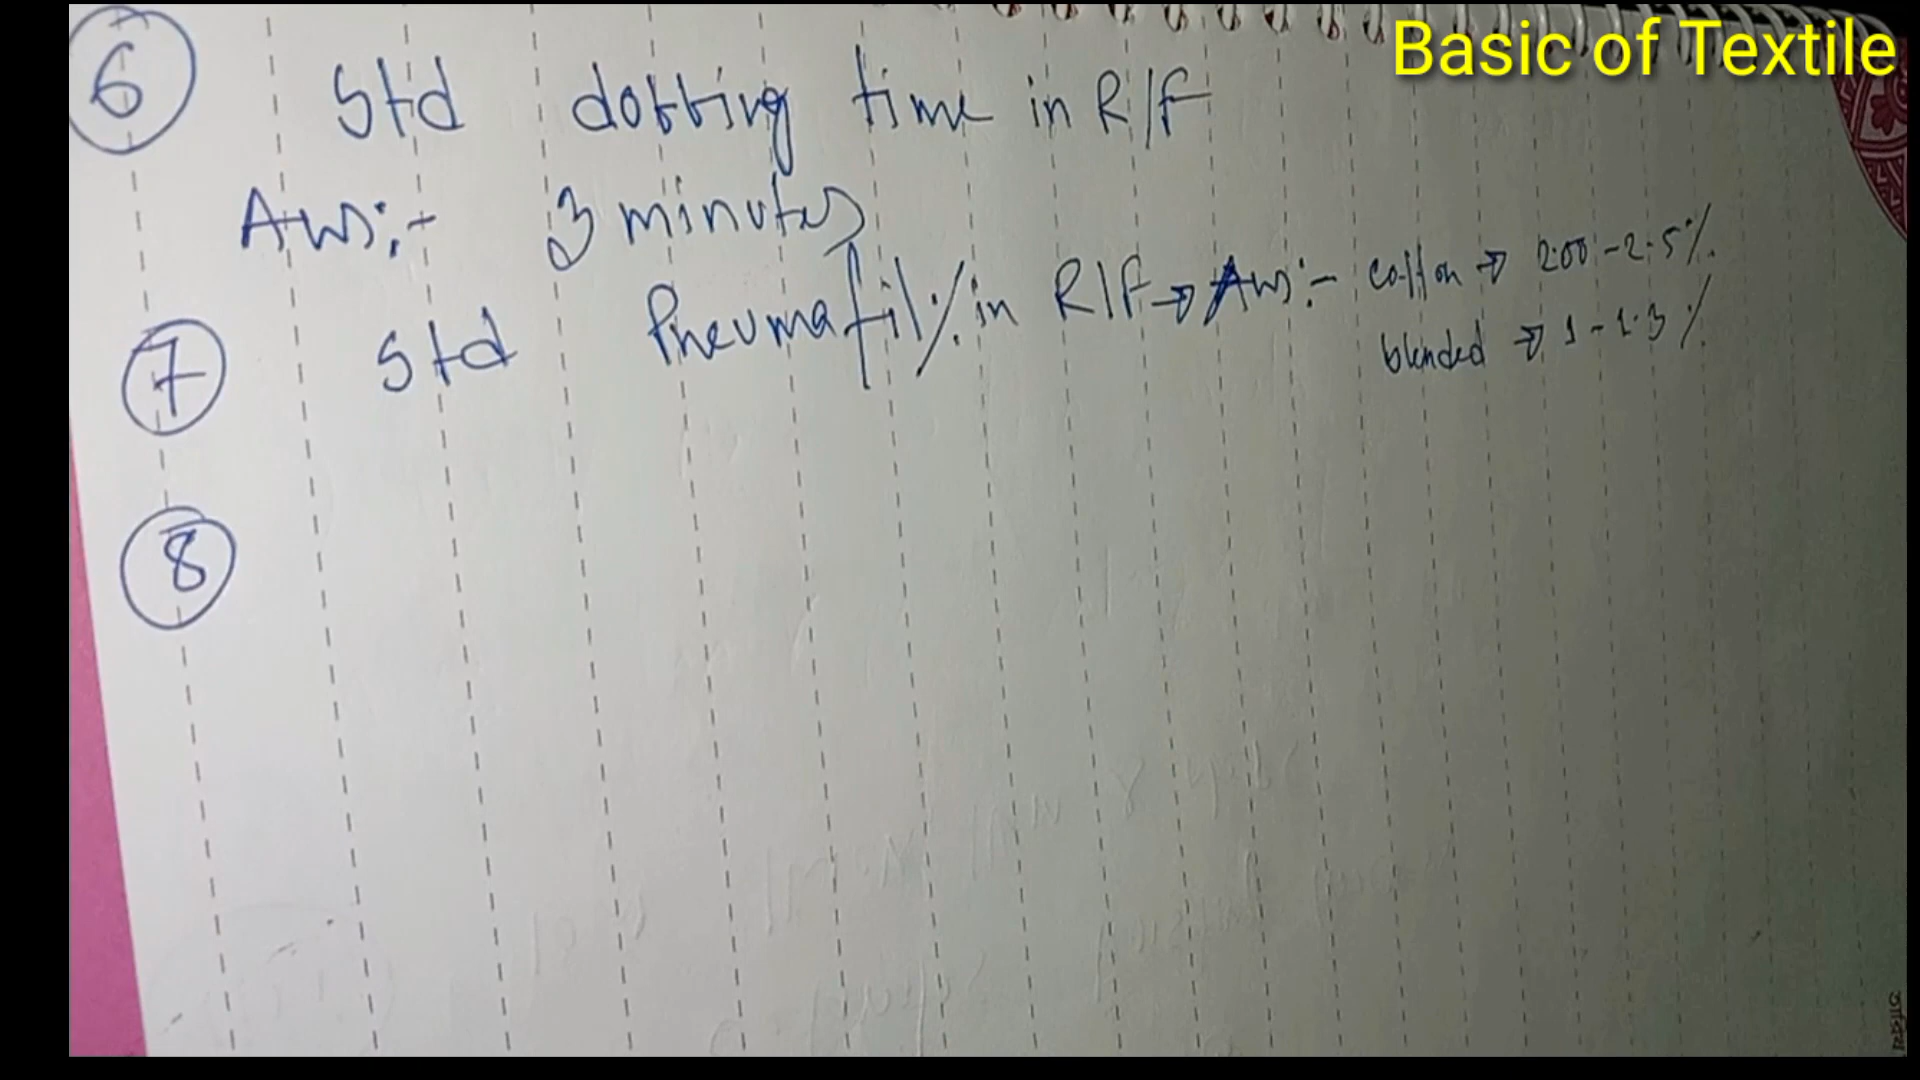 Basic of Textile
6 Std dotting time in R/F
Ans:- 3 minutes
7 Std Pneumafil % in R/F → Ans:- cotton → 2.00-2.5%
blended → 1-1.3%
8